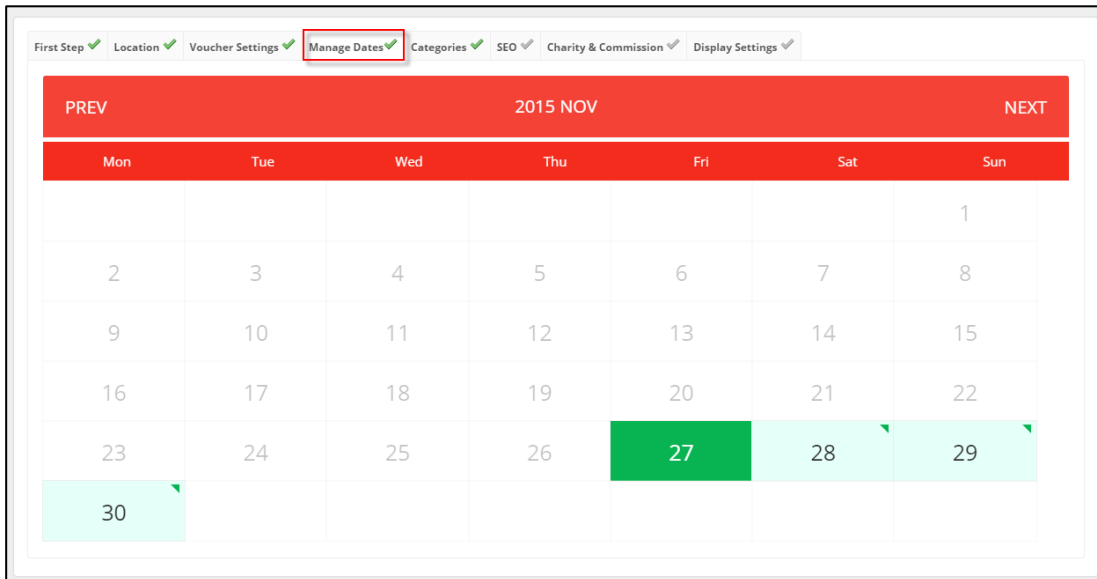 First Step Location Voucher Settings Manage Dates Categories SEO Charity & Commission Display Settings
PREV 2015 NOV NEXT
Mon Tue Wed Thu Fri Sat Sun
1
2 3 4 5 6 7 8
9 10 11 12 13 14 15
16 17 18 19 20 21 22
23 24 25 26 27 28 29
30